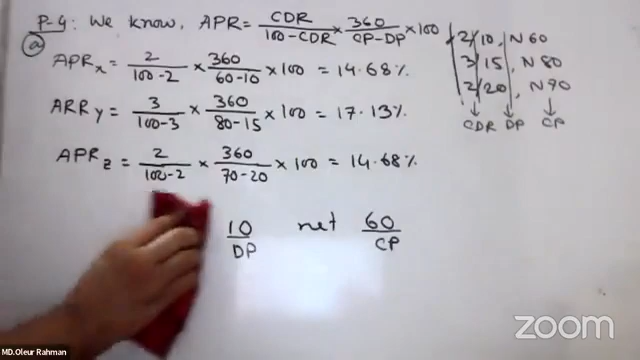 P-4: We know, APR = CDR/100-CDR × 360/CP-DP × 100
(a)
APRx = 2/100-2 × 360/60-10 × 100 = 14.68%
ARRy = 3/100-3 × 360/80-15 × 100 = 17.13%
APRz = 2/100-2 × 360/70-20 × 100 = 14.68%
2/10, N60
3/15, N80
2/20, N70
CDR DP CP
10/DP net 60/CP
MD.Oleur Rahman
zoom